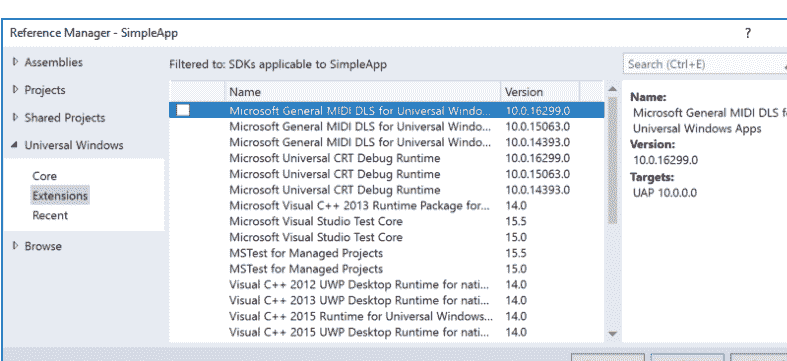 Reference Manager - SimpleApp ?
Assemblies
Projects
Shared Projects
Universal Windows
Core
Extensions
Recent
Browse
Filtered to: SDKs applicable to SimpleApp
Name Version
Microsoft General MIDI DLS for Universal Windo... 10.0.16299.0
Microsoft General MIDI DLS for Universal Windo... 10.0.15063.0
Microsoft General MIDI DLS for Universal Windo... 10.0.14393.0
Microsoft Universal CRT Debug Runtime 10.0.16299.0
Microsoft Universal CRT Debug Runtime 10.0.15063.0
Microsoft Universal CRT Debug Runtime 10.0.14393.0
Microsoft Visual C++ 2013 Runtime Package for... 14.0
Microsoft Visual Studio Test Core 15.5
Microsoft Visual Studio Test Core 15.0
MSTest for Managed Projects 15.5
MSTest for Managed Projects 15.0
Visual C++ 2012 UWP Desktop Runtime for nati... 14.0
Visual C++ 2013 UWP Desktop Runtime for nati... 14.0
Visual C++ 2015 Runtime for Universal Windows... 14.0
Visual C++ 2015 UWP Desktop Runtime for nati... 14.0
Search (Ctrl+E)
Name:
Microsoft General MIDI DLS f
Universal Windows Apps
Version:
10.0.16299.0
Targets:
UAP 10.0.0.0